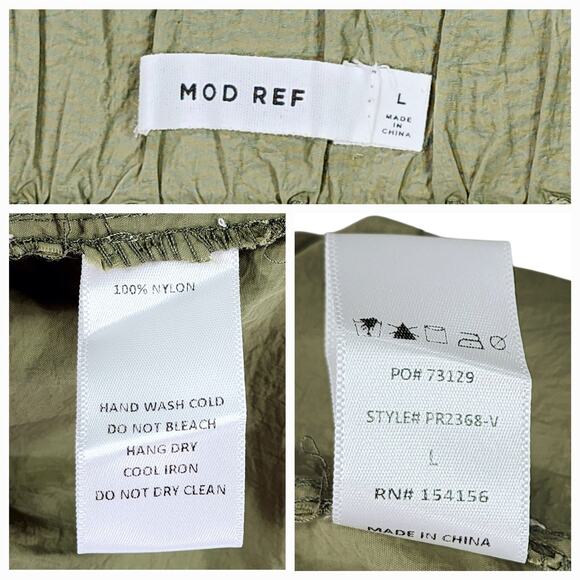 MOD REF
L
MADE
IN
CHINA
100% NYLON
HAND WASH COLD
DO NOT BLEACH
HANG DRY
COOL IRON
DO NOT DRY CLEAN
PO# 73129
STYLE# PR2368-V
L
RN# 154156
MADE IN CHINA